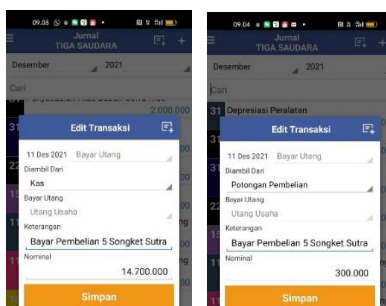 09.05
Jurnal
TIGA SAUDARA
Desember 2021
Cari
2.000.000
31
Edit Transaksi
11 Des 2021 Bayar Utang
Diambil Dari
Kas
Bayar Utang
Utang Usaha
Keterangan
Bayar Pembelian 5 Songket Sutra
Nominal
14.700.000
Simpan
09.04
Jurnal
TIGA SAUDARA
Desember 2021
Cari
31 Depresiasi Peralatan
Edit Transaksi
11 Des 2021 Bayar Utang
Diambil Dari
Potongan Pembelian
Bayar Utang
Utang Usaha
Keterangan
Bayar Pembelian 5 Songket Sutra
Nominal
300.000
Simpan